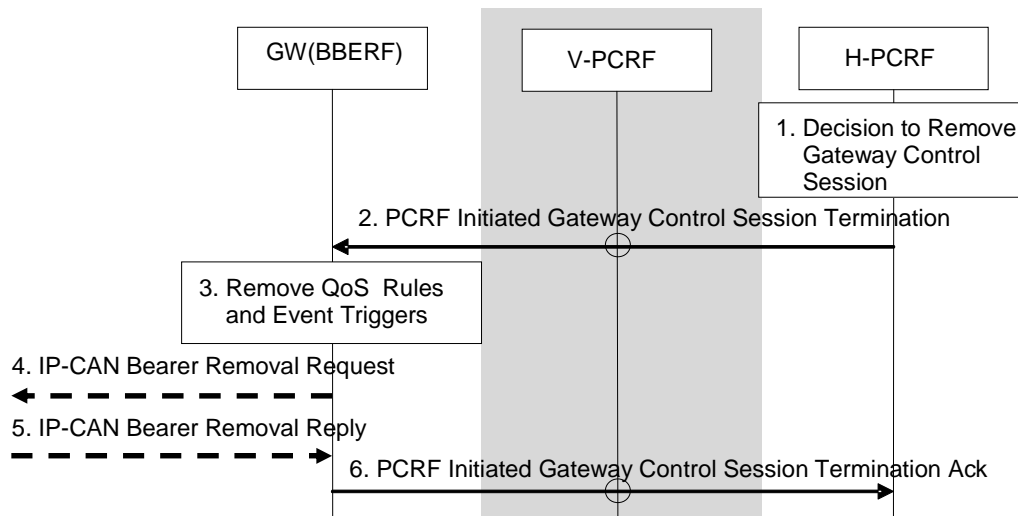 GW(BBERF)
V-PCRF
H-PCRF
1. Decision to Remove
Gateway Control
Session
2. PCRF Initiated Gateway Control Session Termination
3. Remove QoS Rules
and Event Triggers
4. IP-CAN Bearer Removal Request
5. IP-CAN Bearer Removal Reply
6. PCRF Initiated Gateway Control Session Termination Ack